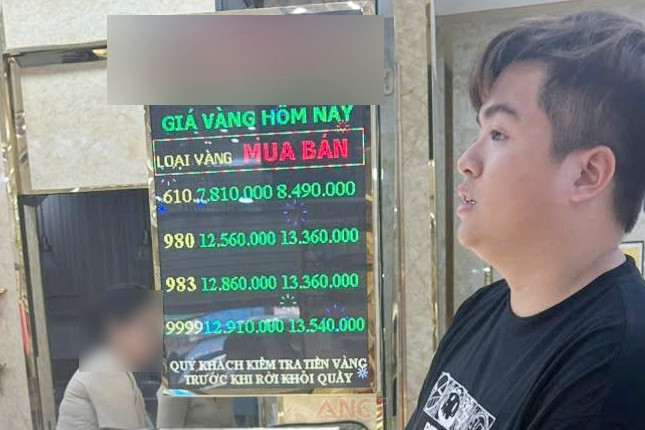 GIÁ VÀNG HÔM NAY
LOẠI VÀNG MUA BÁN
610 7.810.000 8.490.000
980 12.560.000 13.360.000
983 12.860.000 13.360.000
9999 12.910.000 13.540.000
QUÝ KHÁCH KIỂM TRA TIỀN VÀNG
TRƯỚC KHI RỜI KHỎI QUẦY
ANC